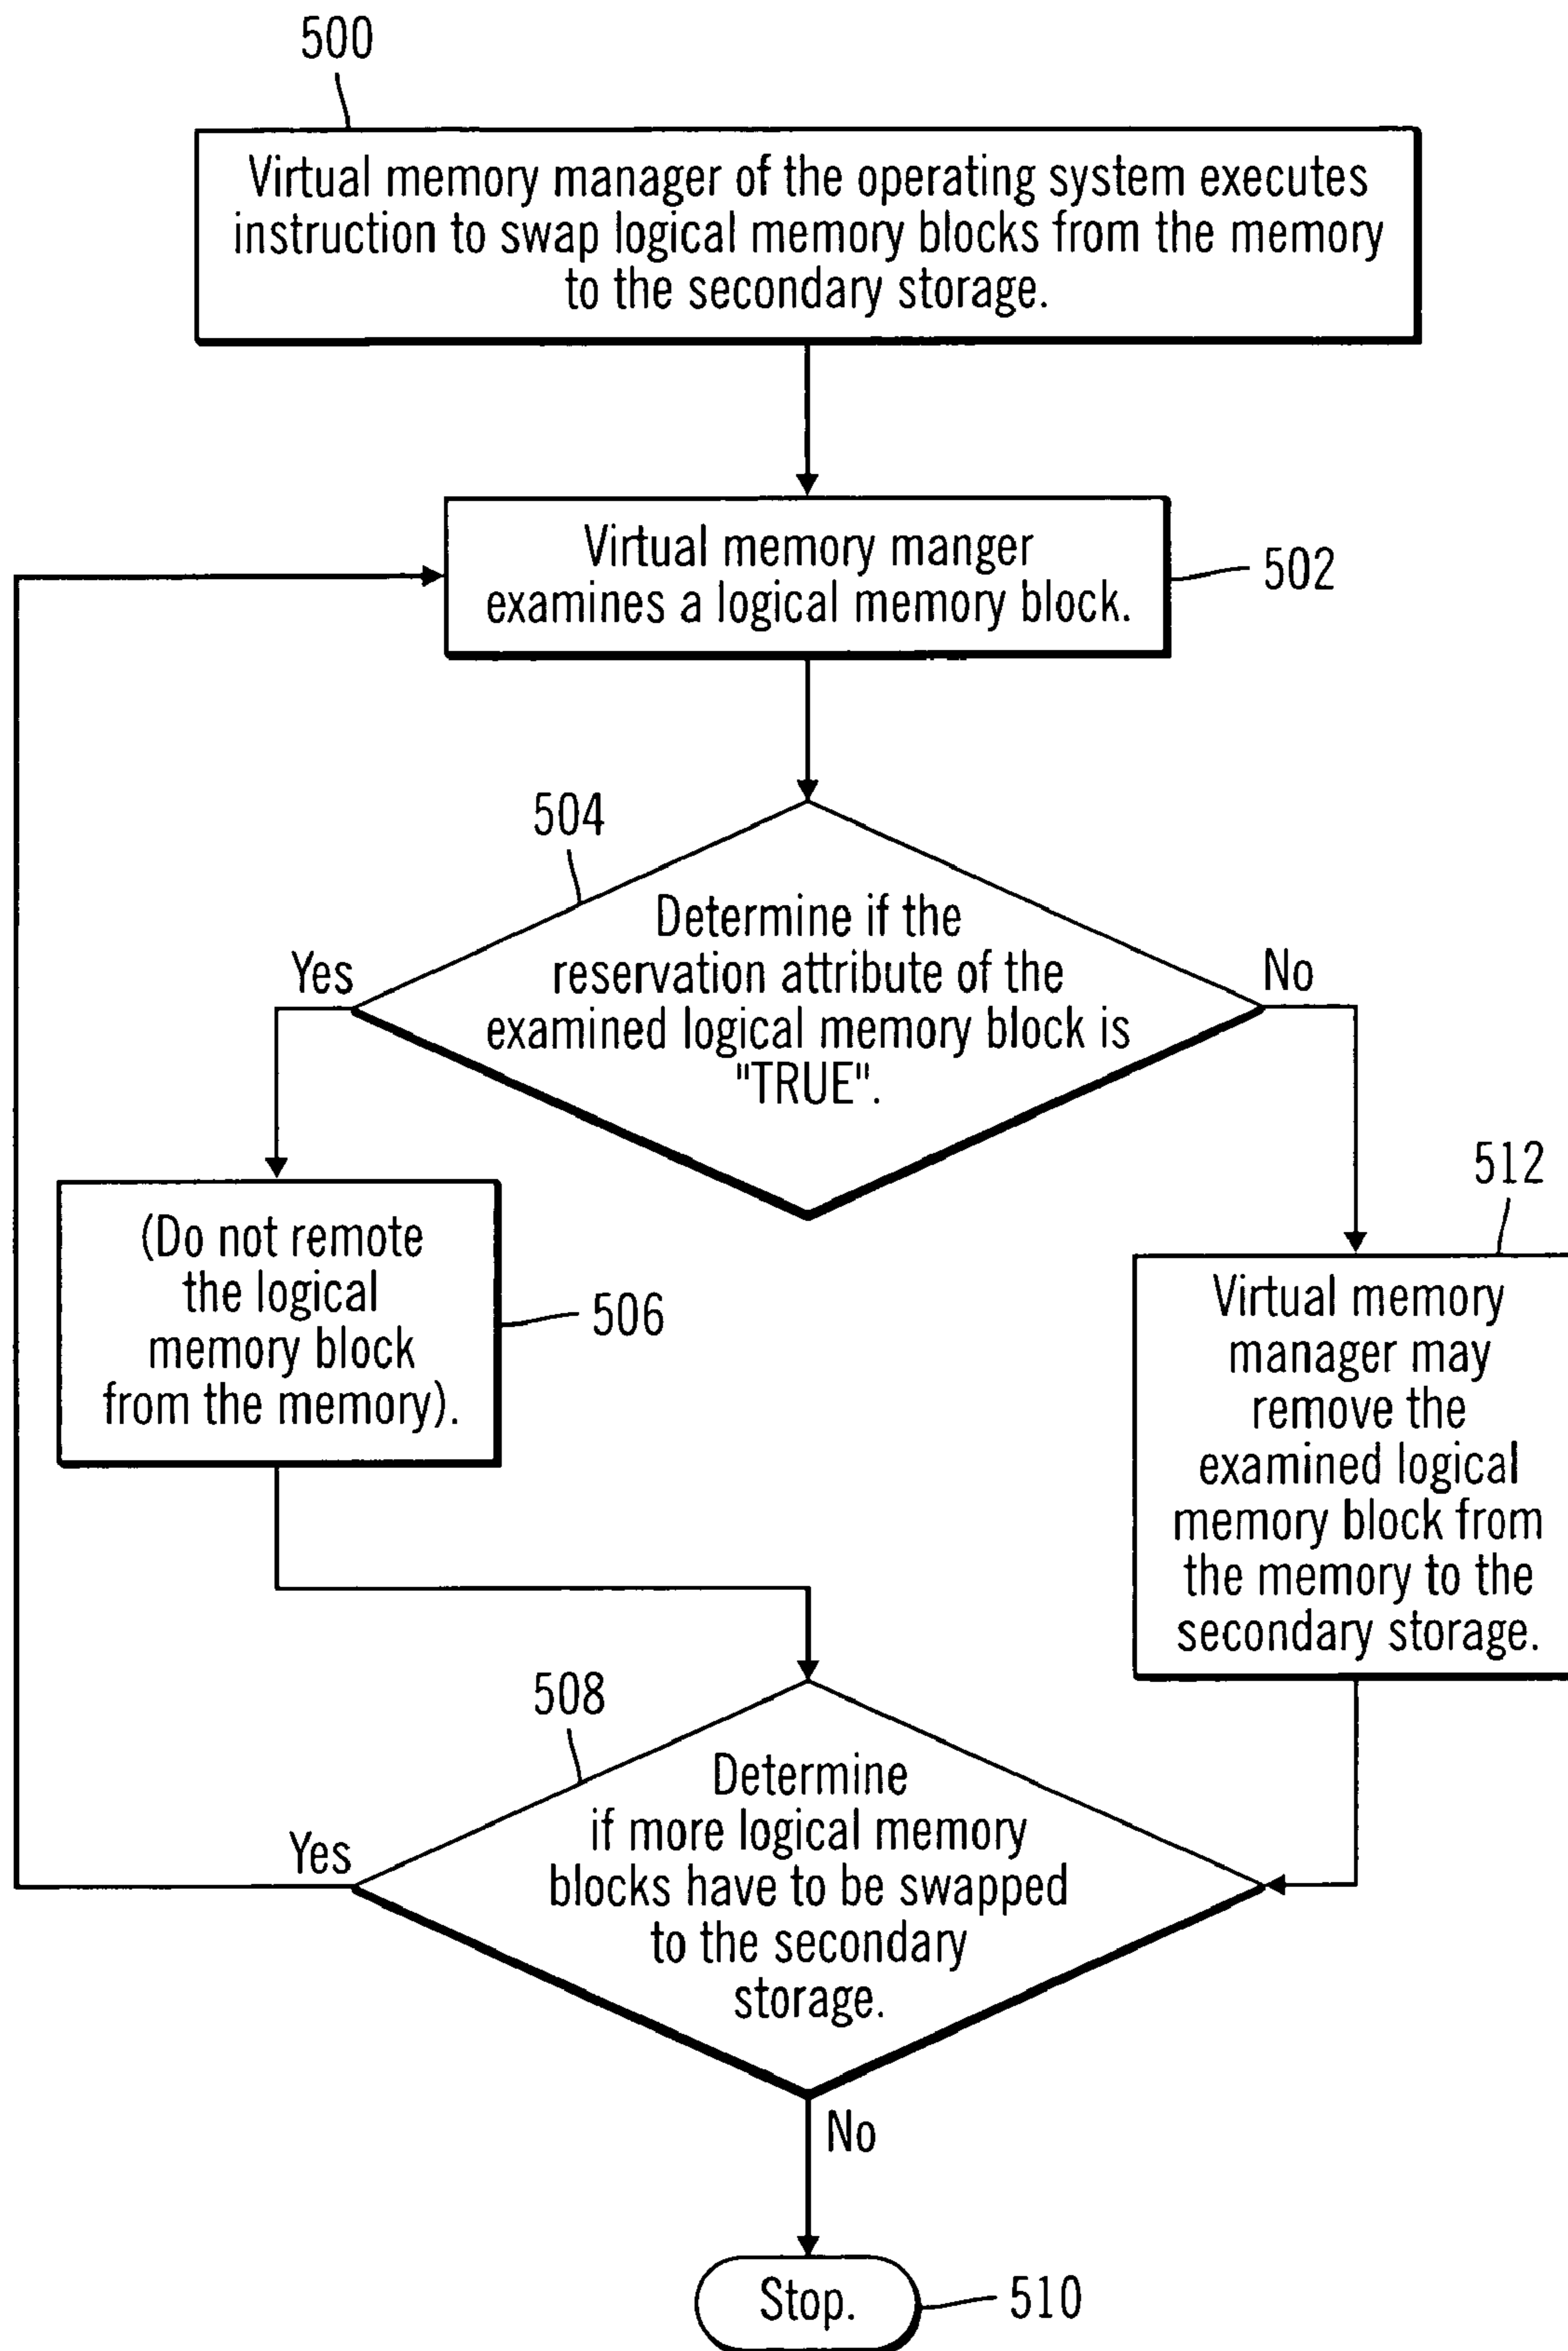 500
Virtual memory manager of the operating system executes
instruction to swap logical memory blocks from the memory
to the secondary storage.
Virtual memory manger
examines a logical memory block.
502
504
Determine if the
reservation attribute of the
examined logical memory block is
"TRUE".
Yes
No
(Do not remote
the logical
memory block
from the memory).
506
512
Virtual memory
manager may
remove the
examined logical
memory block from
the memory to the
secondary storage.
508
Determine
if more logical memory
blocks have to be swapped
to the secondary
storage.
Yes
No
Stop.
510